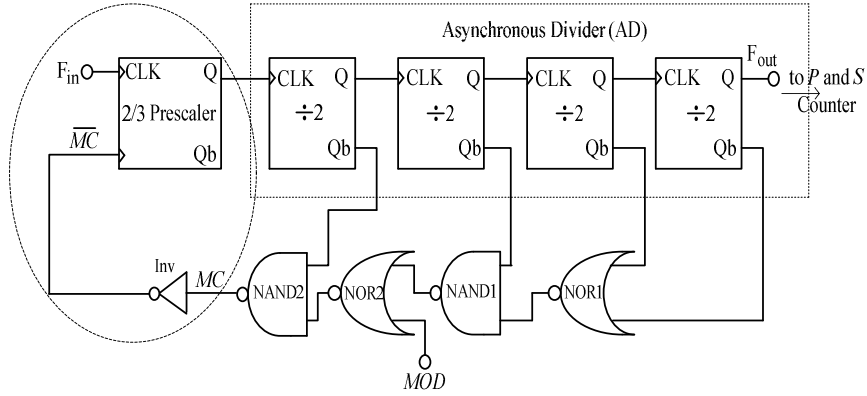 Asynchronous Divider (AD)
F_in CLK Q CLK Q CLK Q CLK Q CLK Q F_out
to P and S
Counter
2/3 Prescaler ÷2 ÷2 ÷2 ÷2
M̅C̅
Qb Qb Qb Qb Qb
Inv MC NAND2 NOR2 NAND1 NOR1
MOD